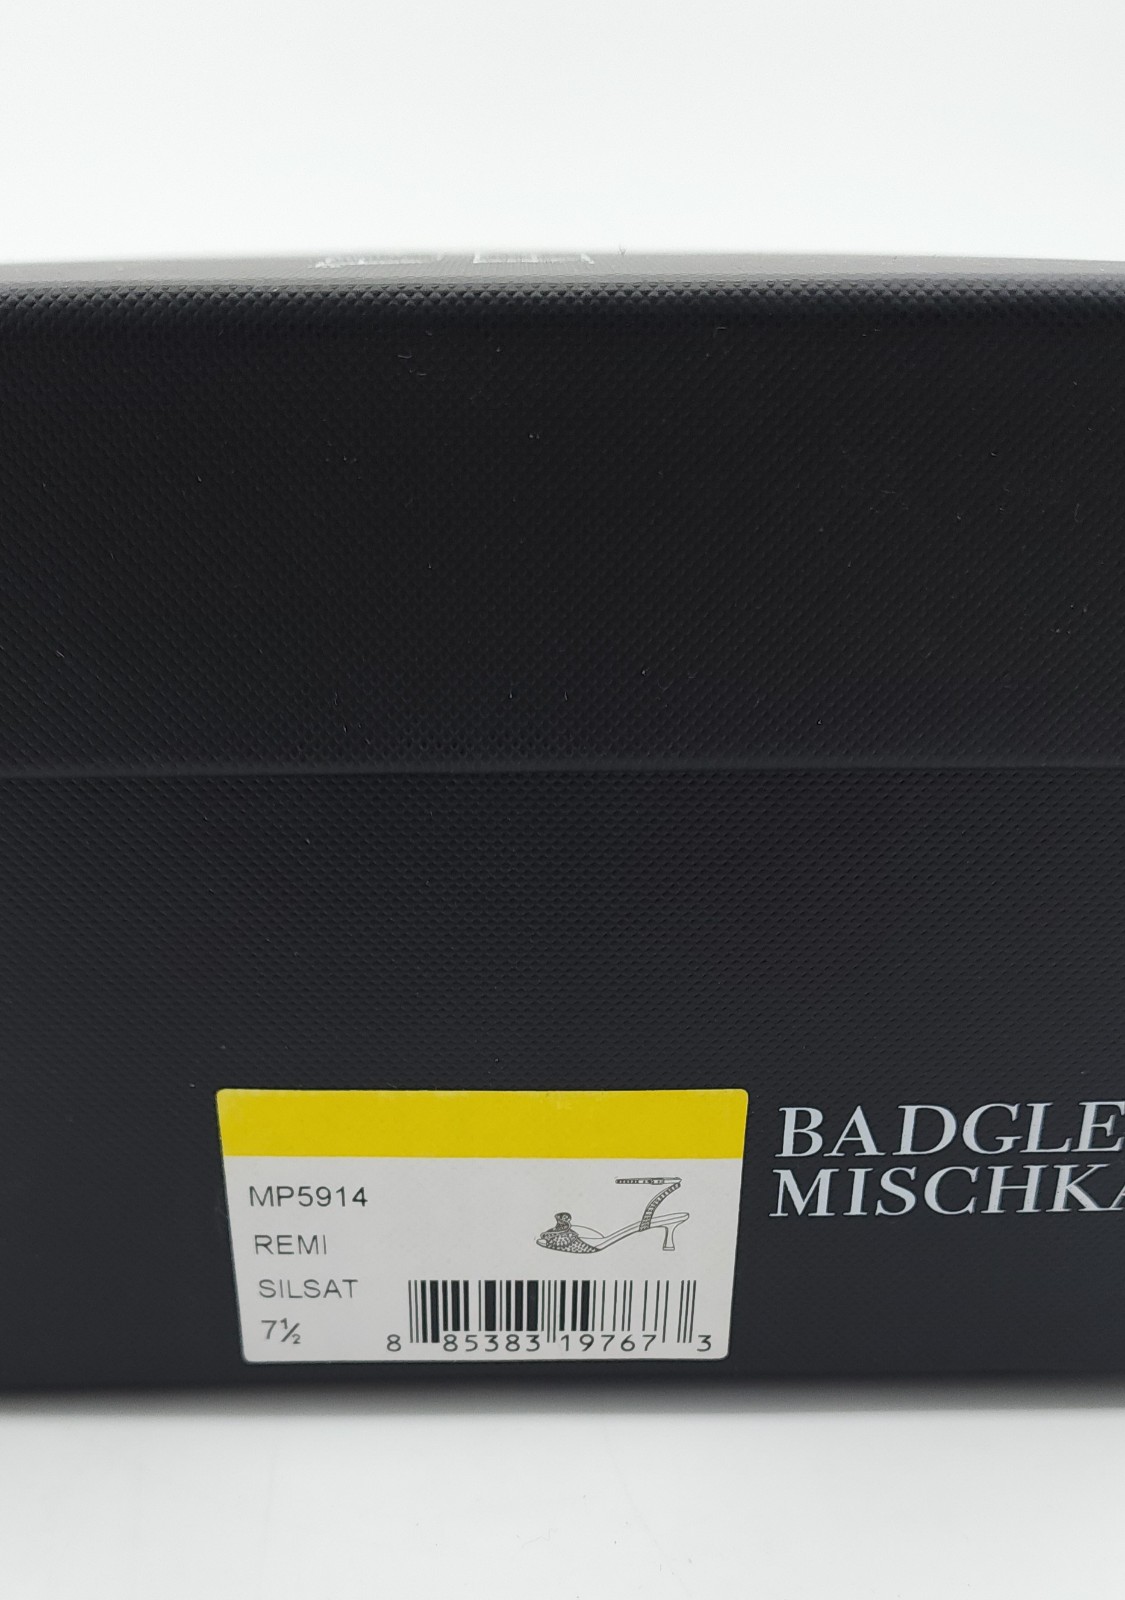 BADGLE
MISCHKA
MP5914
REMI
SILSAT
7½
8 85383 19767 3